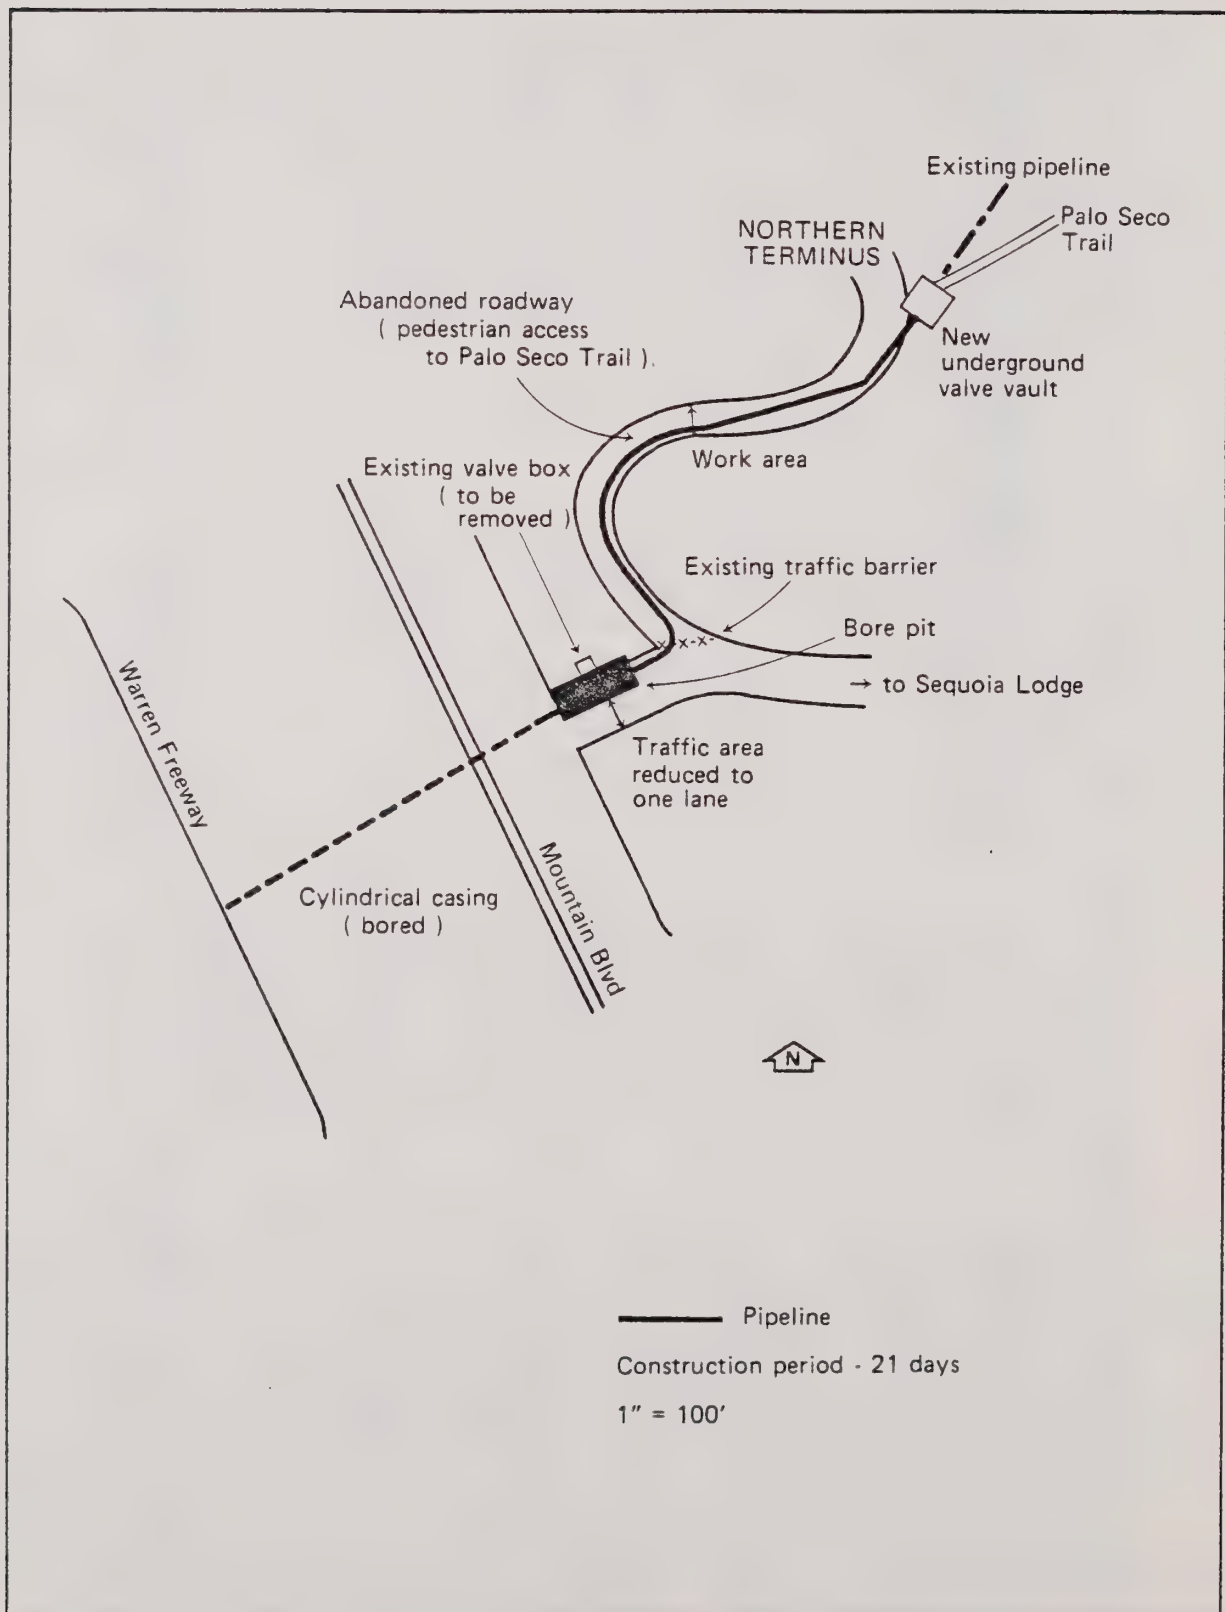 Existing pipeline
Palo Seco
Trail
NORTHERN
TERMINUS
Abandoned roadway
( pedestrian access
to Palo Seco Trail ).
New
underground
valve vault
Work area
Existing valve box
( to be
removed )
Existing traffic barrier
Bore pit
→ to Sequoia Lodge
Warren Freeway
Traffic area
reduced to
one lane
Mountain Blvd
Cylindrical casing
( bored )
N
Pipeline
Construction period - 21 days
1" = 100'